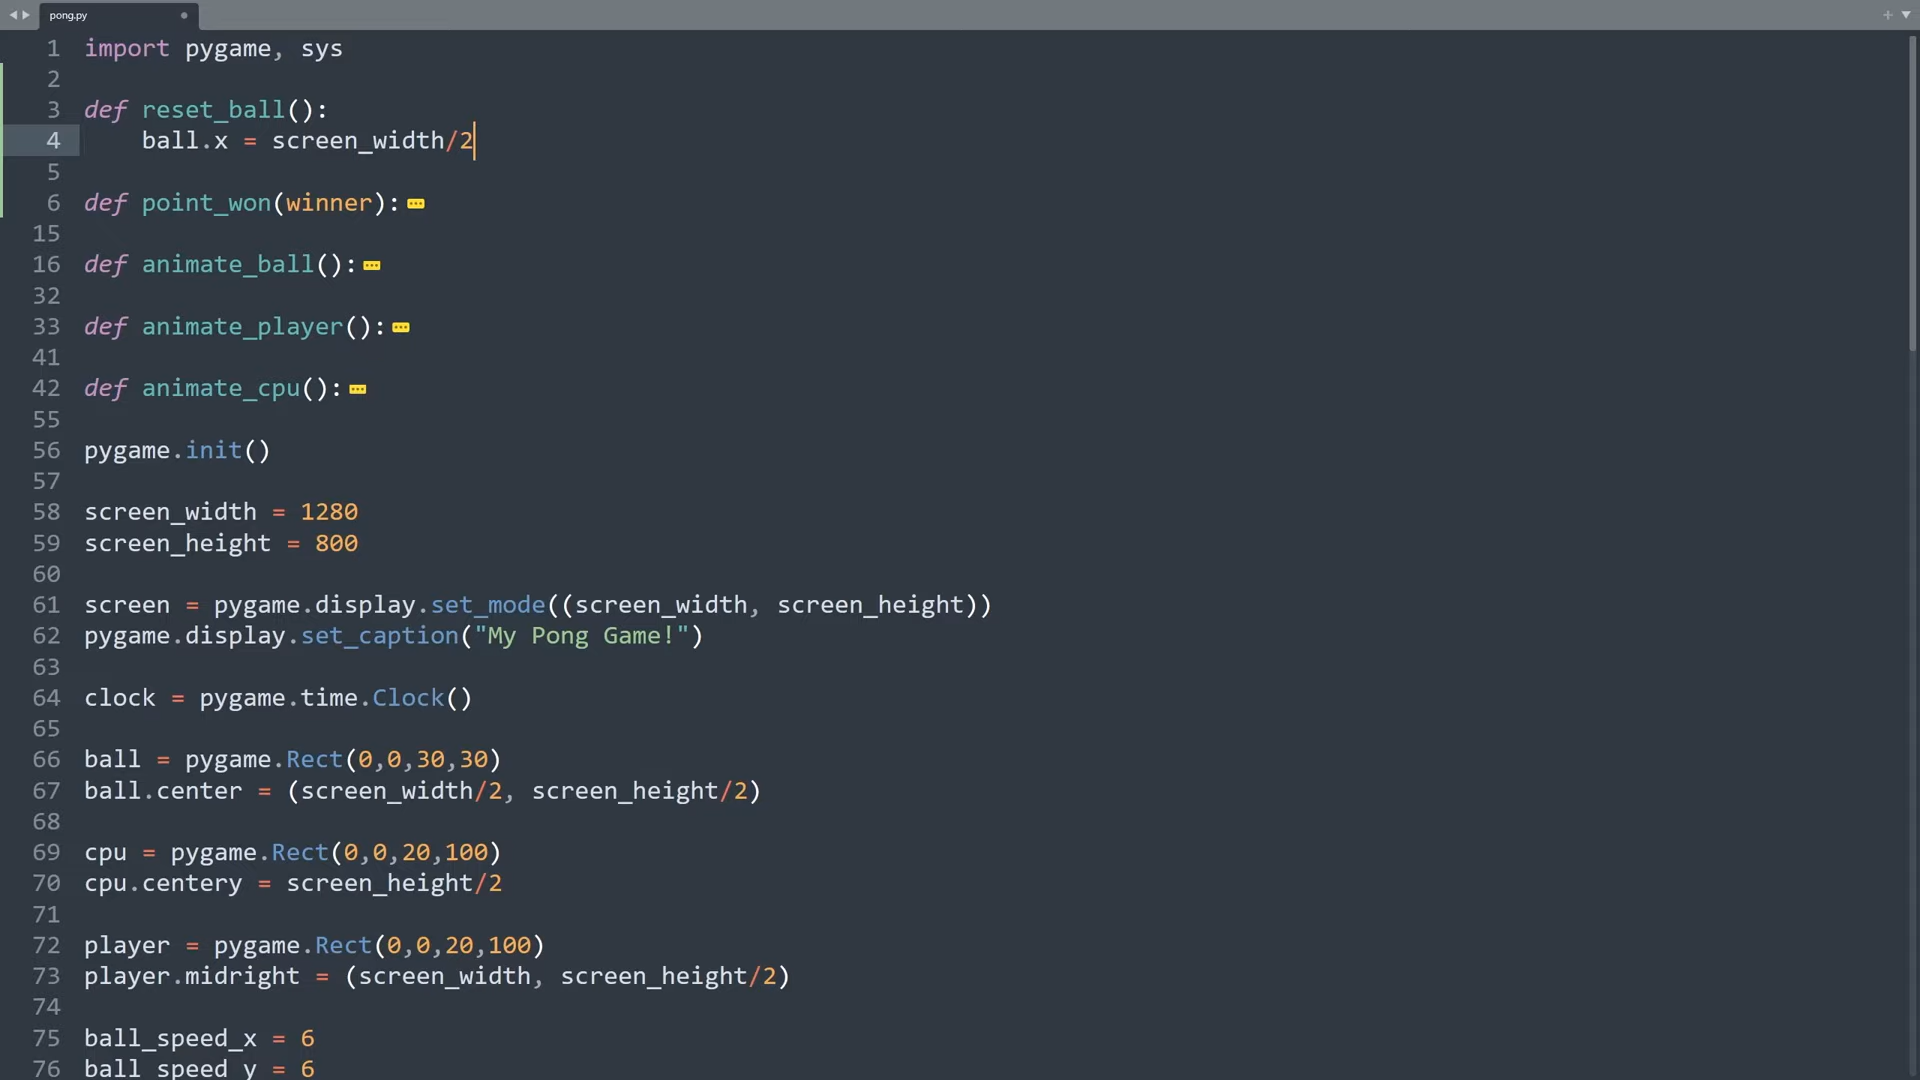 pong.py
1 import pygame, sys
2
3 def reset_ball():
4     ball.x = screen_width/2
5
6 def point_won(winner):
15
16 def animate_ball():
32
33 def animate_player():
41
42 def animate_cpu():
55
56 pygame.init()
57
58 screen_width = 1280
59 screen_height = 800
60
61 screen = pygame.display.set_mode((screen_width, screen_height))
62 pygame.display.set_caption("My Pong Game!")
63
64 clock = pygame.time.Clock()
65
66 ball = pygame.Rect(0,0,30,30)
67 ball.center = (screen_width/2, screen_height/2)
68
69 cpu = pygame.Rect(0,0,20,100)
70 cpu.centery = screen_height/2
71
72 player = pygame.Rect(0,0,20,100)
73 player.midright = (screen_width, screen_height/2)
74
75 ball_speed_x = 6
76 ball_speed_y = 6